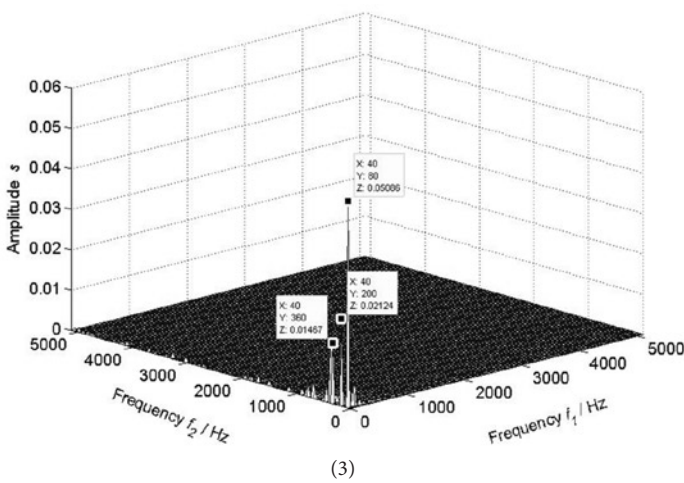 0.06
0.05
0.04
0.03
0.02
0.01
0
Amplitude s
X: 40
Y: 80
Z: 0.05086
X: 40
Y: 200
Z: 0.02124
X: 40
Y: 360
Z: 0.01467
5000
4000
3000
2000
1000
0
Frequency f2 / Hz
0
1000
2000
3000
4000
5000
Frequency f1 / Hz
(3)